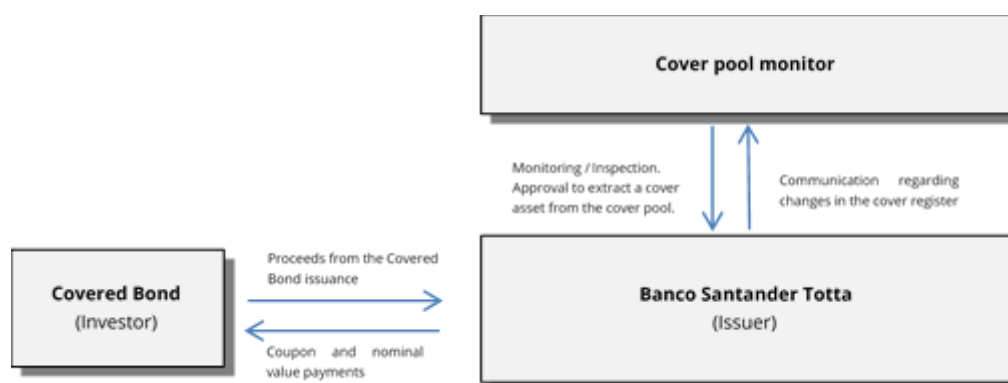 Cover pool monitor
Monitoring / Inspection.
Approval to extract a cover
asset from the cover pool.
Communication regarding
changes in the cover register
Proceeds from the Covered
Bond issuance
Covered Bond
(Investor)
Banco Santander Totta
(Issuer)
Coupon and nominal
value payments